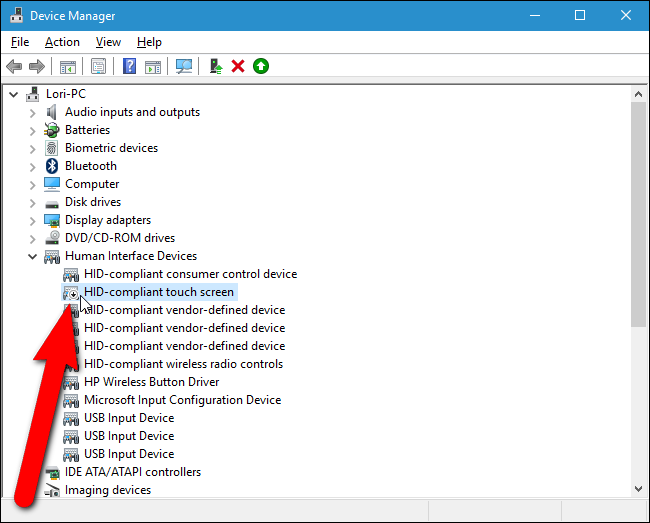 Device Manager
File Action View Help
Lori-PC
Audio inputs and outputs
Batteries
Biometric devices
Bluetooth
Computer
Disk drives
Display adapters
DVD/CD-ROM drives
Human Interface Devices
HID-compliant consumer control device
HID-compliant touch screen
HID-compliant vendor-defined device
HID-compliant vendor-defined device
HID-compliant vendor-defined device
HID-compliant wireless radio controls
HP Wireless Button Driver
Microsoft Input Configuration Device
USB Input Device
USB Input Device
USB Input Device
IDE ATA/ATAPI controllers
Imaging devices